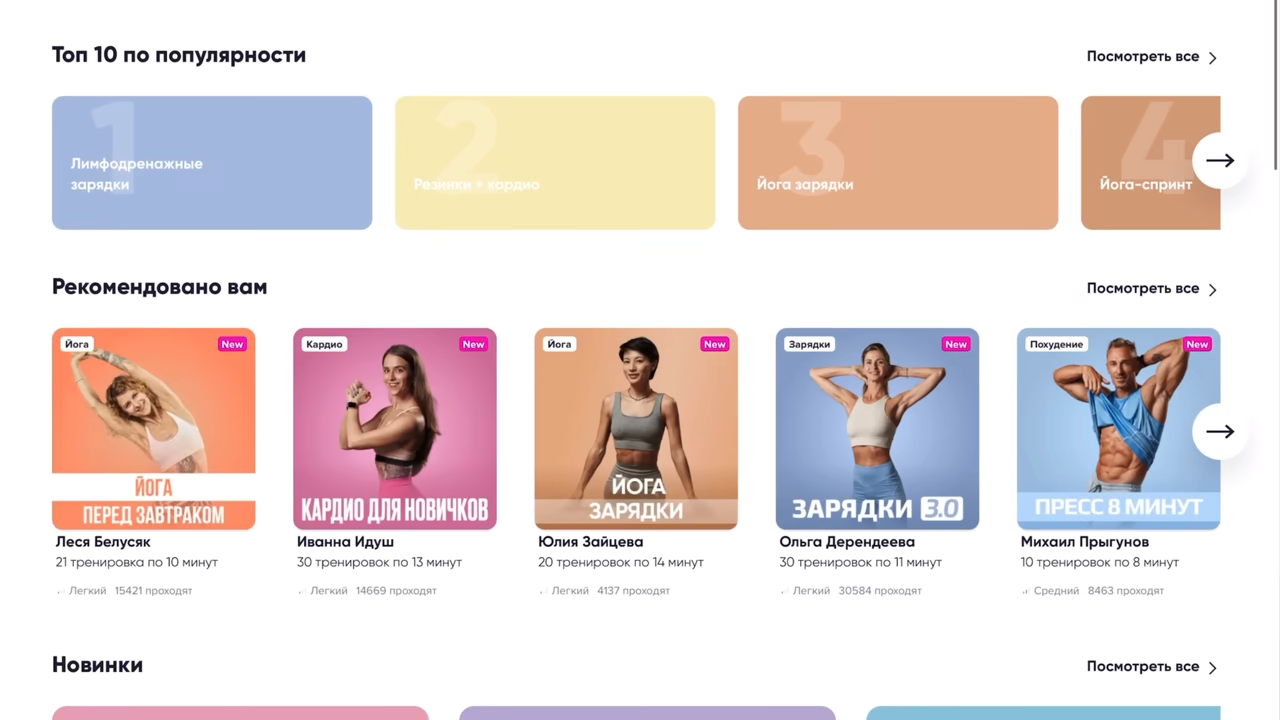 Топ 10 по популярности
Посмотреть все
1
Лимфодренажные
зарядки
2
Резинки + кардио
3
Йога зарядки
4
Йога-спринт
Рекомендовано вам
Посмотреть все
Йога
New
ЙОГА
ПЕРЕД ЗАВТРАКОМ
Леся Белусяк
21 тренировка по 10 минут
Легкий 15421 проходят
Кардио
New
КАРДИО ДЛЯ НОВИЧКОВ
Иванна Идуш
30 тренировок по 13 минут
Легкий 14669 проходят
Йога
New
ЙОГА
ЗАРЯДКИ
Юлия Зайцева
20 тренировок по 14 минут
Легкий 4137 проходят
Зарядки
New
ЗАРЯДКИ 3.0
Ольга Дерендеева
30 тренировок по 11 минут
Легкий 30584 проходят
Похудение
New
ПРЕСС 8 МИНУТ
Михаил Прыгунов
10 тренировок по 8 минут
Средний 8463 проходят
Новинки
Посмотреть все